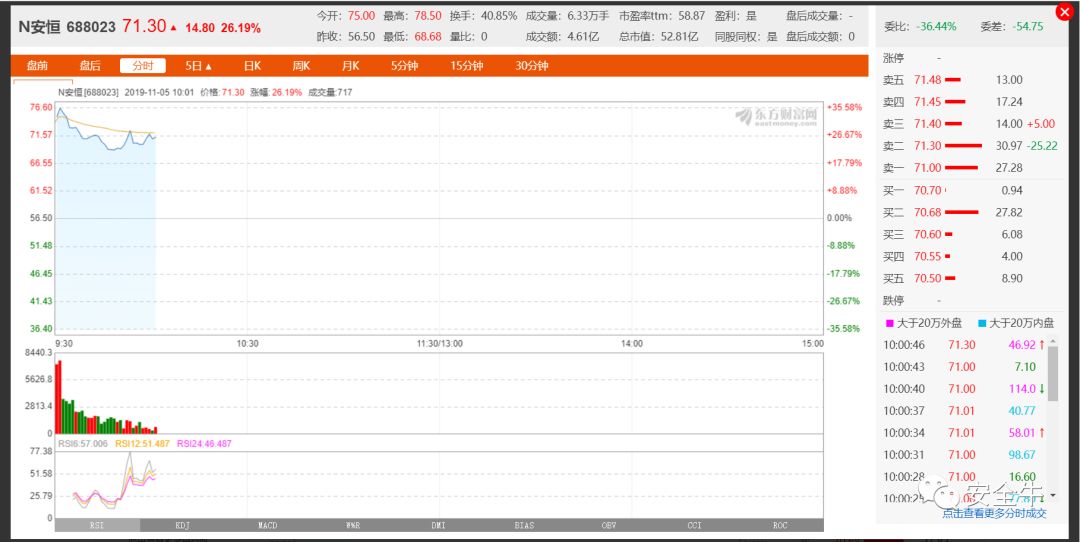 N安恒 688023 71.30 ▲ 14.80 26.19%
今开: 75.00 最高: 78.50 换手: 40.85% 成交量: 6.33万手 市盈率ttm: 58.87 盈利: 是 盘后成交量: -
昨收: 56.50 最低: 68.68 量比: 0 成交额: 4.61亿 总市值: 52.81亿 同股同权: 是 盘后成交额: 0
盘前 盘后 分时 5日▲ 日K 周K 月K 5分钟 15分钟 30分钟
N安恒[688023] 2019-11-05 10:01 价格: 71.30 涨幅: 26.19% 成交量: 717
东方财富网
eastmoney.com
76.60 +35.58%
71.57 +26.67%
66.55 +17.79%
61.52 +8.88%
56.50 0.00%
51.48 -8.88%
46.45 -17.79%
41.43 -26.67%
36.40 -35.58%
9:30 10:30 11:30/13:00 14:00 15:00
8440.3
5626.8
2813.4
0
RSI6:57.006 RSI12:51.487 RSI24:46.487
77.38
51.58
25.79
0
RSI KDJ MACD W%R DMI BIAS OBV CCI ROC
委比: -36.44% 委差: -54.75
涨停 -
卖五 71.48 13.00
卖四 71.45 17.24
卖三 71.40 14.00 +5.00
卖二 71.30 30.97 -25.22
卖一 71.00 27.28
买一 70.70 0.94
买二 70.68 27.82
买三 70.60 6.08
买四 70.55 4.00
买五 70.50 8.90
跌停 -
大于20万外盘 大于20万内盘
10:00:46 71.30 46.92 ↑
10:00:43 71.00 7.10
10:00:40 71.00 114.0 ↓
10:00:37 71.01 40.77
10:00:34 71.01 58.01 ↑
10:00:31 71.00 98.67
10:00:28 71.00 16.60
10:00:25
安全牛
点击查看更多分时成交